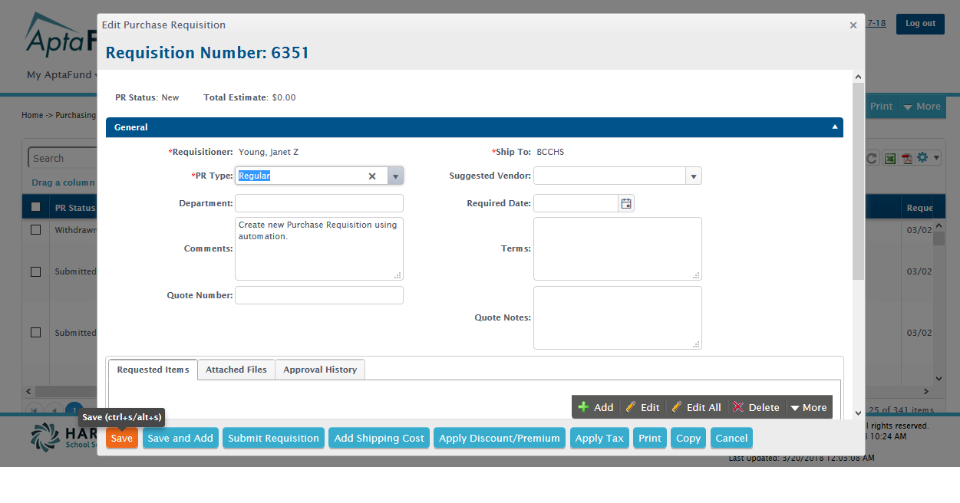 Edit Purchase Requisition
7-18
Log out
AptaF
Requisition Number: 6351
My AptaFund
PR Status: New Total Estimate: $0.00
Print More
Home -> Purchasing
General
Search
*Requisitioner: Young, Janet Z
*Ship To: BCCHS
*PR Type: Regular
Suggested Vendor:
Drag a column
Department:
Required Date:
PR Status
Reque
Comments: Create new Purchase Requisition using
automation.
Terms:
Withdrawn
03/02
Submitted
03/02
Quote Number:
Quote Notes:
Submitted
03/02
Requested Items Attached Files Approval History
Add Edit Edit All Delete More
1
25 of 341 items
Save (ctrl+s/alt+s)
HAR
School S
Save Save and Add Submit Requisition Add Shipping Cost Apply Discount/Premium Apply Tax Print Copy Cancel
l rights reserved.
10:24 AM
Last Updated: 3/20/2018 12:05:08 AM